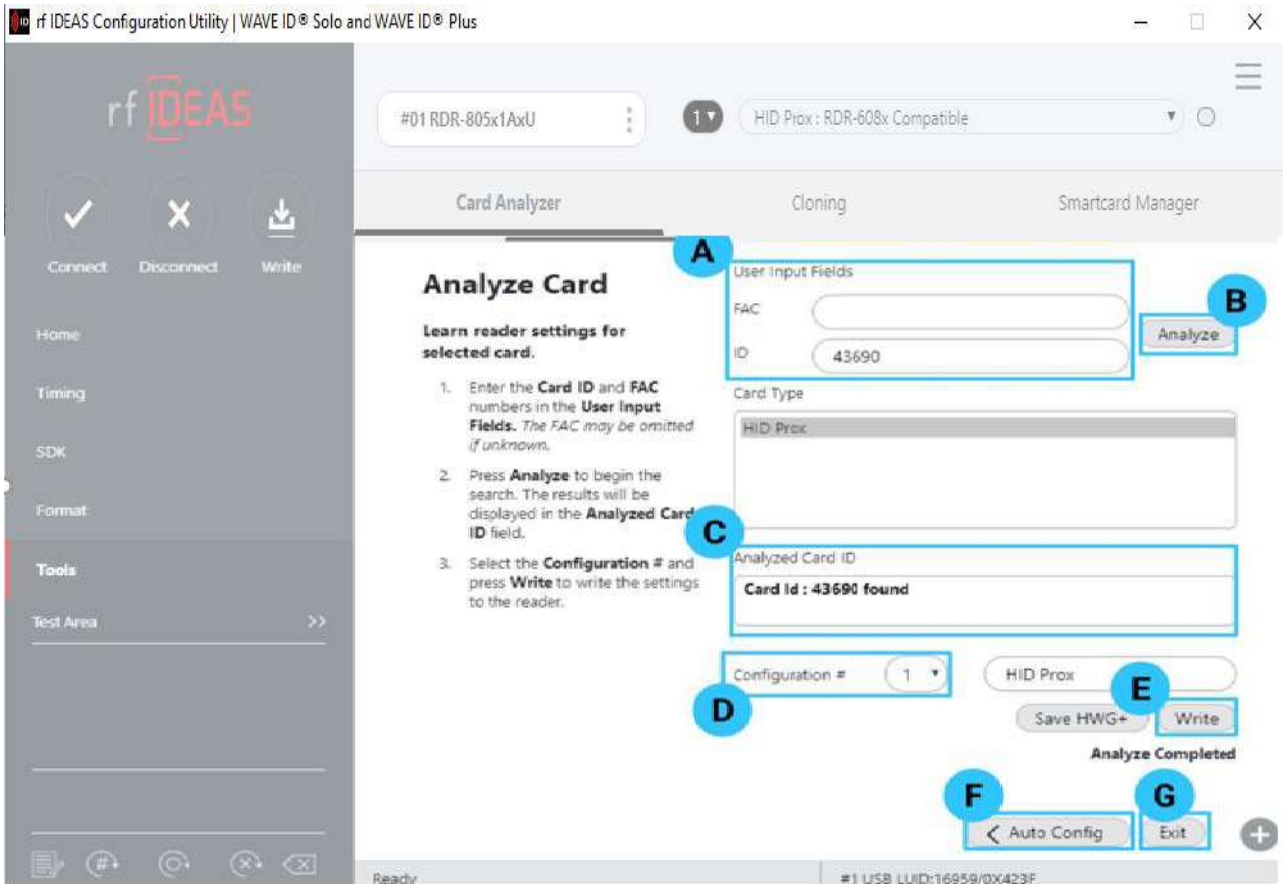 rf IDEAS Configuration Utility | WAVE ID® Solo and WAVE ID® Plus
rf IDEAS
#01 RDR-805x1AxU
1
HID Prox : RDR-608x Compatible
Connect
Disconnect
Write
Card Analyzer
Cloning
Smartcard Manager
Home
Timing
SDK
Format
Tools
Test Area >>
Analyze Card
Learn reader settings for
selected card.
1. Enter the Card ID and FAC
numbers in the User Input
Fields. The FAC may be omitted
if unknown.
2. Press Analyze to begin the
search. The results will be
displayed in the Analyzed Card
ID field.
3. Select the Configuration # and
press Write to write the settings
to the reader.
A
User Input Fields
FAC
ID 43690
B
Analyze
Card Type
HID Prox
C
Analyzed Card ID
Card Id : 43690 found
Configuration # 1
D
HID Prox
E
Save HWG+
Write
Analyze Completed
F
< Auto Config
G
Exit
Ready
#1 USB LUID:16959/0X423F